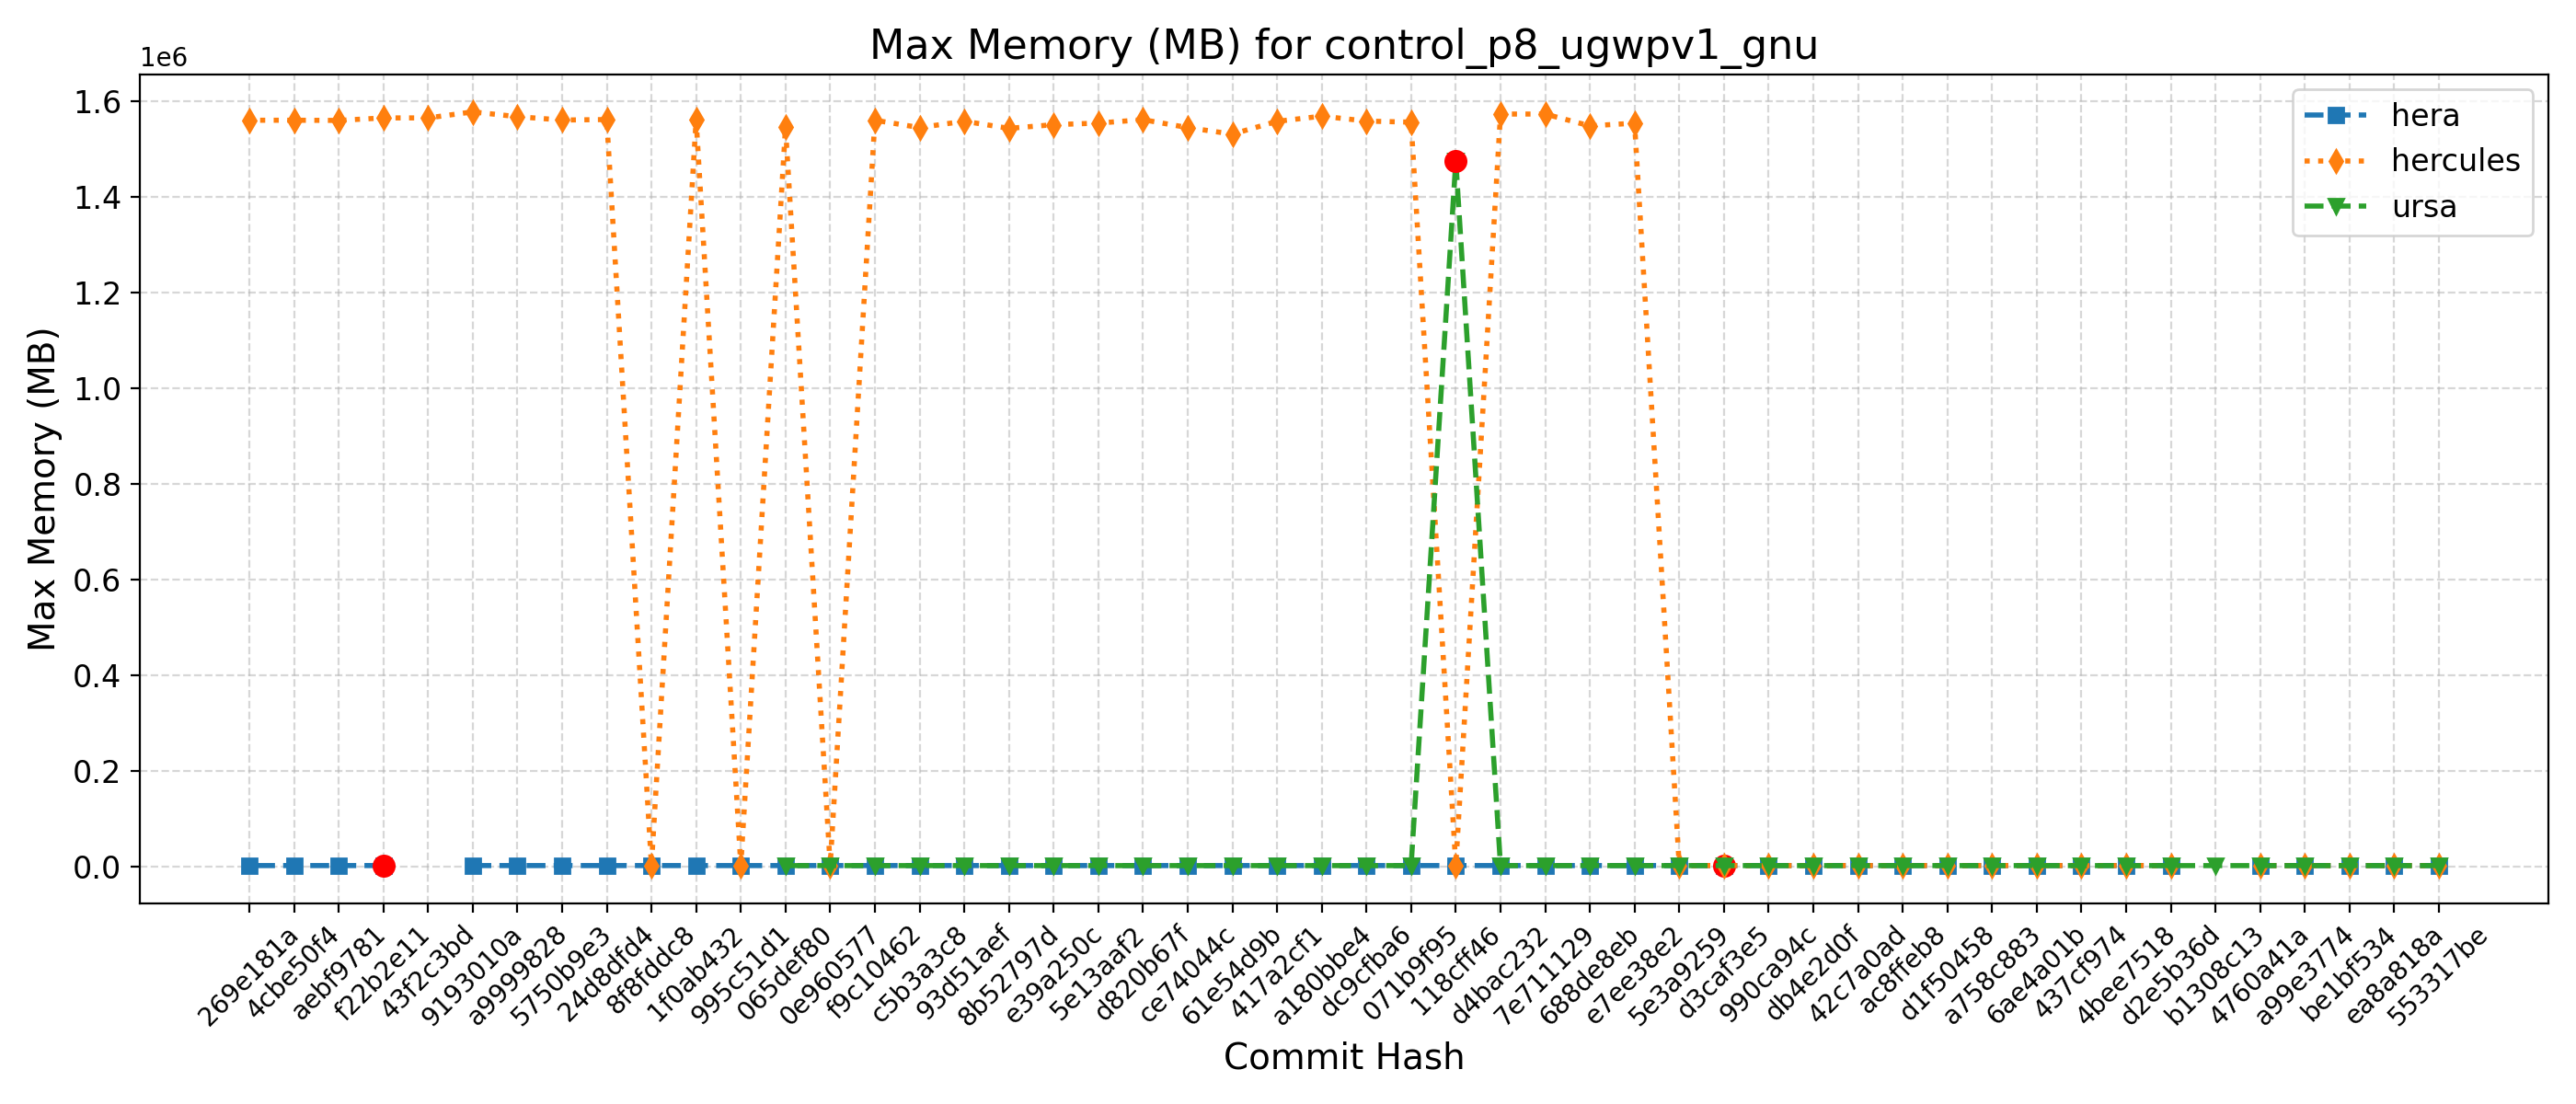 Max Memory (MB) for control_p8_ugwpv1_gnu
1e6
1.6
1.4
1.2
1.0
0.8
0.6
0.4
0.2
0.0
Max Memory (MB)
hera
hercules
ursa
269e181a
4cbe50f4
aebf9781
f22b2e11
43f2c3bd
9193010a
a9999828
5750b9e3
24d8dfd4
8f8fddc8
1f0ab432
995c51d1
065def80
0e960577
f9c10462
c5b3a3c8
93d51aef
8b52797d
e39a250c
5e13aaf2
d820b67f
ce74044c
61e54d9b
417a2cf1
a180bbe4
dc9cfba6
071b9f95
118cff46
d4bac232
7e711129
688de8eb
e7ee38e2
5e3a9259
d3caf3e5
990ca94c
db4e2d0f
42c7a0ad
ac8ffeb8
d1f50458
a758c883
6ae4a01b
437cf974
4bee7518
d2e5b36d
b1308c13
4760a41a
a99e3774
be1bf534
ea8a818a
553317be
Commit Hash